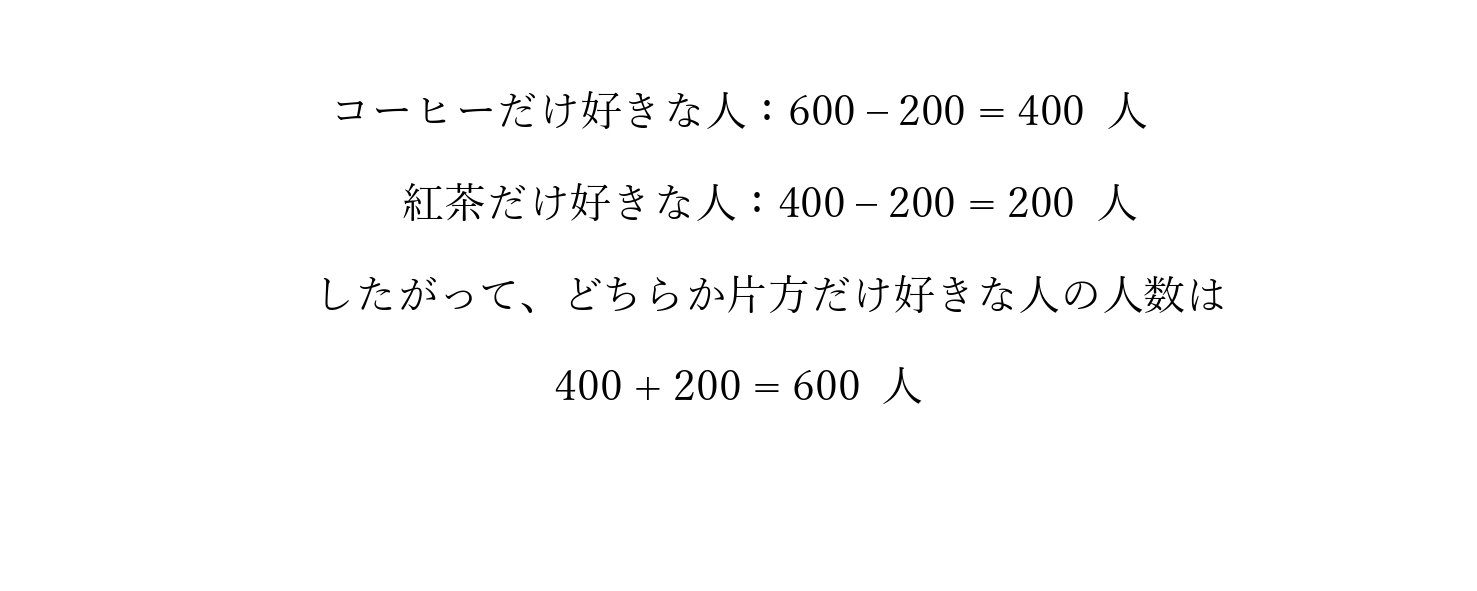 コーヒーだけ好きな人：600 − 200 = 400 人
紅茶だけ好きな人：400 − 200 = 200 人
したがって、どちらか片方だけ好きな人の人数は
400 + 200 = 600 人